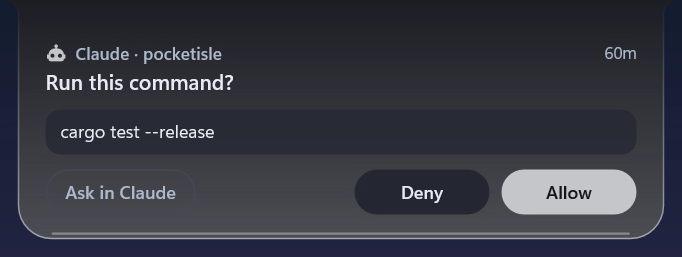 Claude · pocketisle 60m
Run this command?
cargo test --release
Ask in Claude Deny Allow